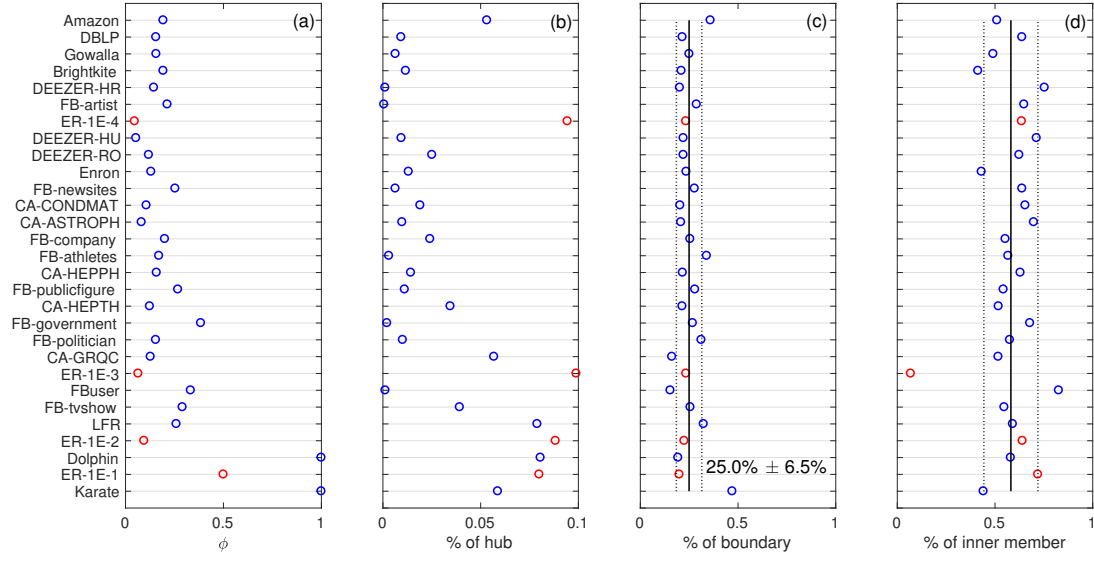 (a)
(b)
(c)
(d)
Amazon
DBLP
Gowalla
Brightkite
DEEZER-HR
FB-artist
ER-1E-4
DEEZER-HU
DEEZER-RO
Enron
FB-newsites
CA-CONDMAT
CA-ASTROPH
FB-company
FB-athletes
CA-HEPPH
FB-publicfigure
CA-HEPTH
FB-government
FB-politician
CA-GRQC
ER-1E-3
FBuser
FB-tvshow
LFR
ER-1E-2
Dolphin
ER-1E-1
Karate
25.0% ± 6.5%
0 0.5 1
0 0.05 0.1
0 0.5 1
0 0.5 1
ϕ
% of hub
% of boundary
% of inner member